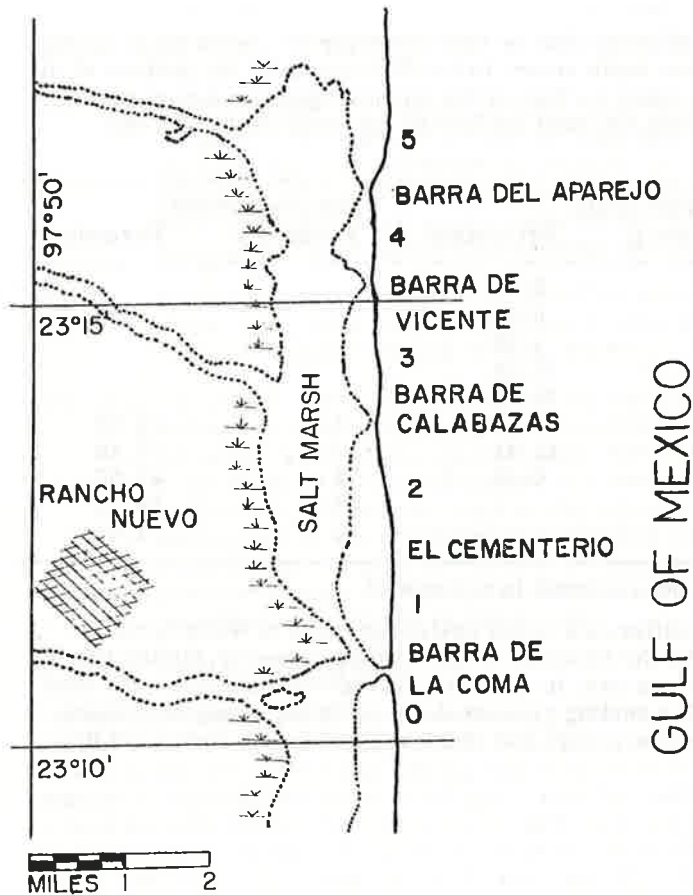 5
BARRA DEL APAREJO
97°50'
4
BARRA DE
VICENTE
23°15'
3
BARRA DE
CALABAZAS
SALT MARSH
GULF OF MEXICO
RANCHO
NUEVO
2
EL CEMENTERIO
1
BARRA DE
LA COMA
0
23°10'
MILES 1 2